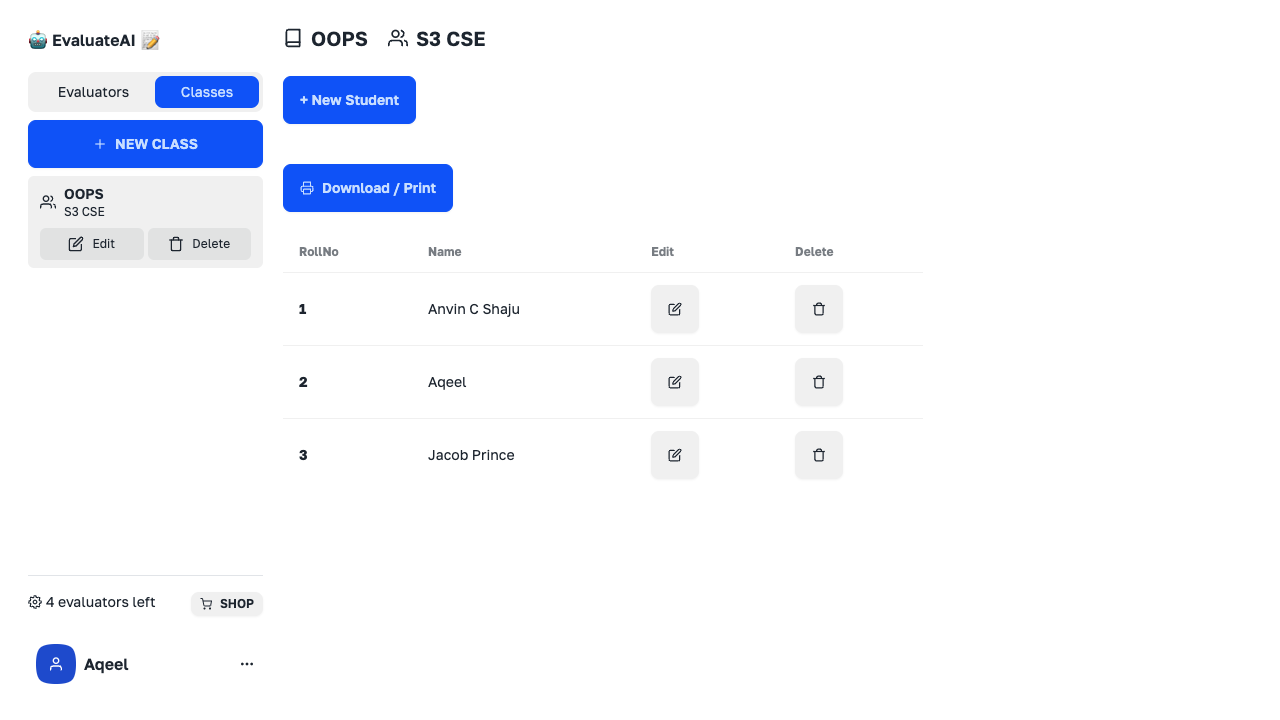 EvaluateAI
Evaluators Classes
+ NEW CLASS
OOPS
S3 CSE
Edit Delete
4 evaluators left SHOP
Aqeel
OOPS S3 CSE
+ New Student
Download / Print
RollNo Name Edit Delete
1 Anvin C Shaju
2 Aqeel
3 Jacob Prince